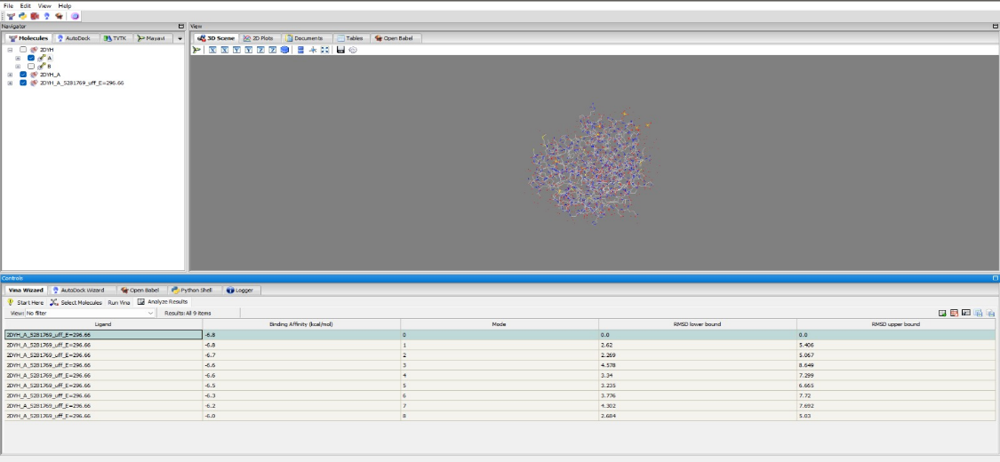 File Edit View Help
Navigator
View
Molecules AutoDock TVTK Mayavi
3D Scene 2D Plots Documents Tables Open Babel
2DYH
A
B
2DYH_A
2DYH_A_5281769_uff_E=296.66
X X Y Y Z Z
Controls
Vina Wizard AutoDock Wizard Open Babel Python Shell Logger
Start Here Select Molecules Run Vina Analyze Results
View: No filter Results: All 9 items
Ligand Binding Affinity (kcal/mol) Mode RMSD lower bound RMSD upper bound
2DYH_A_5281769_uff_E=296.66 -6.8 0 0.0 0.0
2DYH_A_5281769_uff_E=296.66 -6.8 1 2.62 5.406
2DYH_A_5281769_uff_E=296.66 -6.7 2 2.269 5.067
2DYH_A_5281769_uff_E=296.66 -6.6 3 4.578 8.649
2DYH_A_5281769_uff_E=296.66 -6.6 4 3.34 7.299
2DYH_A_5281769_uff_E=296.66 -6.5 5 3.235 6.665
2DYH_A_5281769_uff_E=296.66 -6.3 6 3.776 7.72
2DYH_A_5281769_uff_E=296.66 -6.2 7 4.302 7.692
2DYH_A_5281769_uff_E=296.66 -6.0 8 2.684 5.03